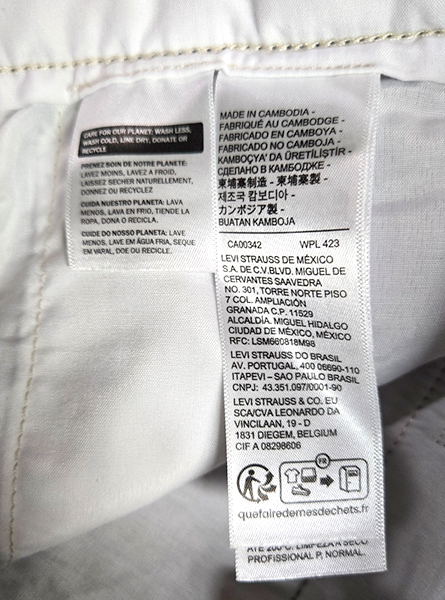 CARE FOR OUR PLANET: WASH LESS,
WASH COLD, LINE DRY, DONATE OR
RECYCLE
PRENEZ SOIN DE NOTRE PLANETE:
LAVEZ MOINS, LAVEZ A FROID,
LAISSEZ SECHER NATURELLEMENT,
DONNEZ OU RECYCLEZ
CUIDA NUESTRO PLANETA: LAVA
MENOS, LAVA EN FRIO, TIENDE LA
ROPA, DONA O RECICLA.
CUIDE DO NOSSO PLANETA: LAVE
MENOS, LAVE EM ÁGUA FRIA, SEQUE
EM VARAL, DOE OU RECICLE.
MADE IN CAMBODIA -
FABRIQUÉ AU CAMBODGE -
FABRICADO EN CAMBOYA -
FABRICADO NO CAMBOJA -
KAMBOÇYA' DA ÜRETİLİŞTİR -
СДЕЛАНО В КАМБОДЖЕ -
柬埔寨制造 - 柬埔寨製 -
제조국 캄보디아 -
カンボジア製 -
BUATAN KAMBOJA
CA00342 WPL 423
LEVI STRAUSS DE MÉXICO
S.A. DE C.V.BLVD. MIGUEL DE
CERVANTES SAAVEDRA
NO. 301, TORRE NORTE PISO
7 COL. AMPLIACIÓN
GRANADA C.P. 11529
ALCALDÍA. MIGUEL HIDALGO
CIUDAD DE MÉXICO, MÉXICO
RFC: LSM660818M98
LEVI STRAUSS DO BRASIL
AV. PORTUGAL, 400 06690-110
ITAPEVI – SAO PAULO BRASIL
CNPJ: 43.351.097/0001-90
LEVI STRAUSS & CO. EU
SCA/CVA LEONARDO DA
VINCILAAN, 19 - D
1831 DIEGEM, BELGIUM
CIF A 08298606
FR
quefairedemesdechets.fr
ATÉ 200°C. LIMPEZA A SECO
PROFISSIONAL P, NORMAL.